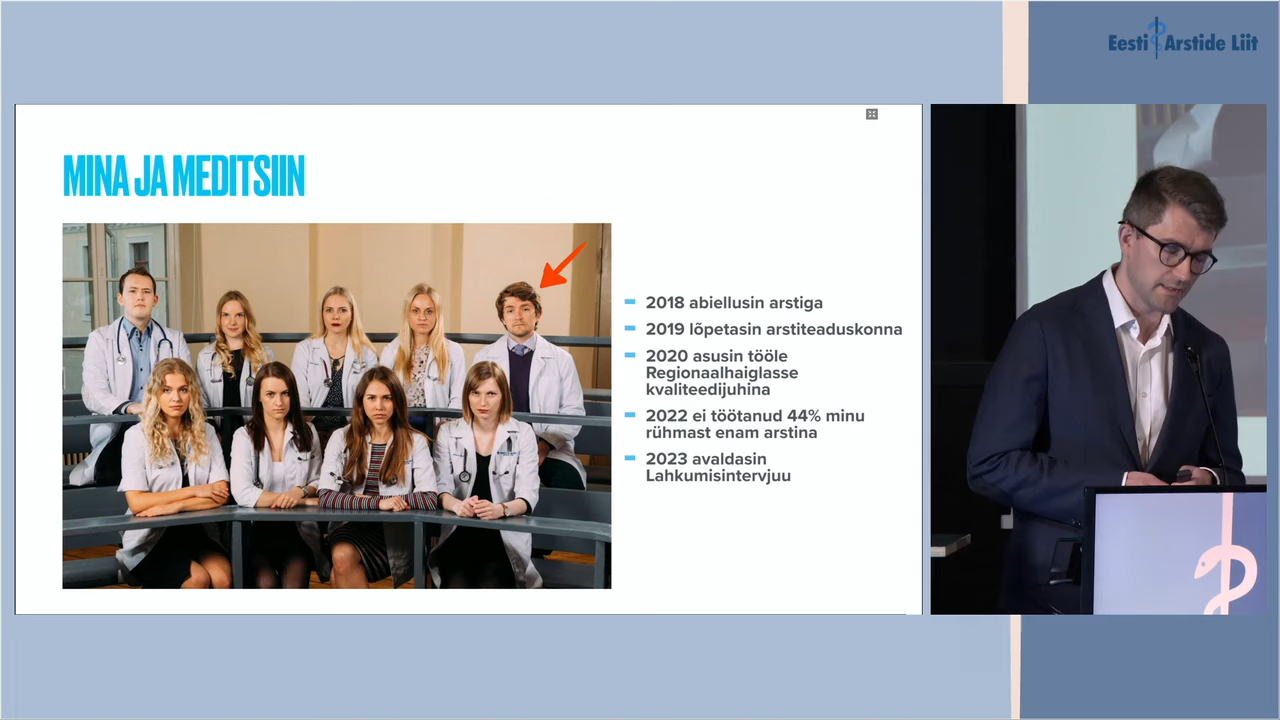 Eesti Arstide Liit
MINA JA MEDITSIIN
2018 abiellusin arstiga
2019 lõpetasin arstiteaduskonna
2020 asusin tööle
Regionaalhaiglasse
kvaliteedijuhina
2022 ei töötanud 44% minu
rühmast enam arstina
2023 avaldasin
Lahkumisintervjuu